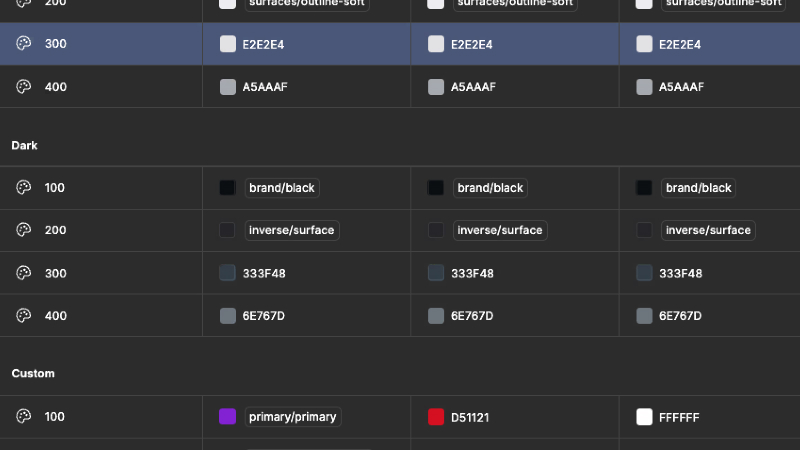 200 surfaces/outline-soft surfaces/outline-soft surfaces/outline-soft
300 E2E2E4 E2E2E4 E2E2E4
400 A5AAAF A5AAAF A5AAAF
Dark
100 brand/black brand/black brand/black
200 inverse/surface inverse/surface inverse/surface
300 333F48 333F48 333F48
400 6E767D 6E767D 6E767D
Custom
100 primary/primary D51121 FFFFFF